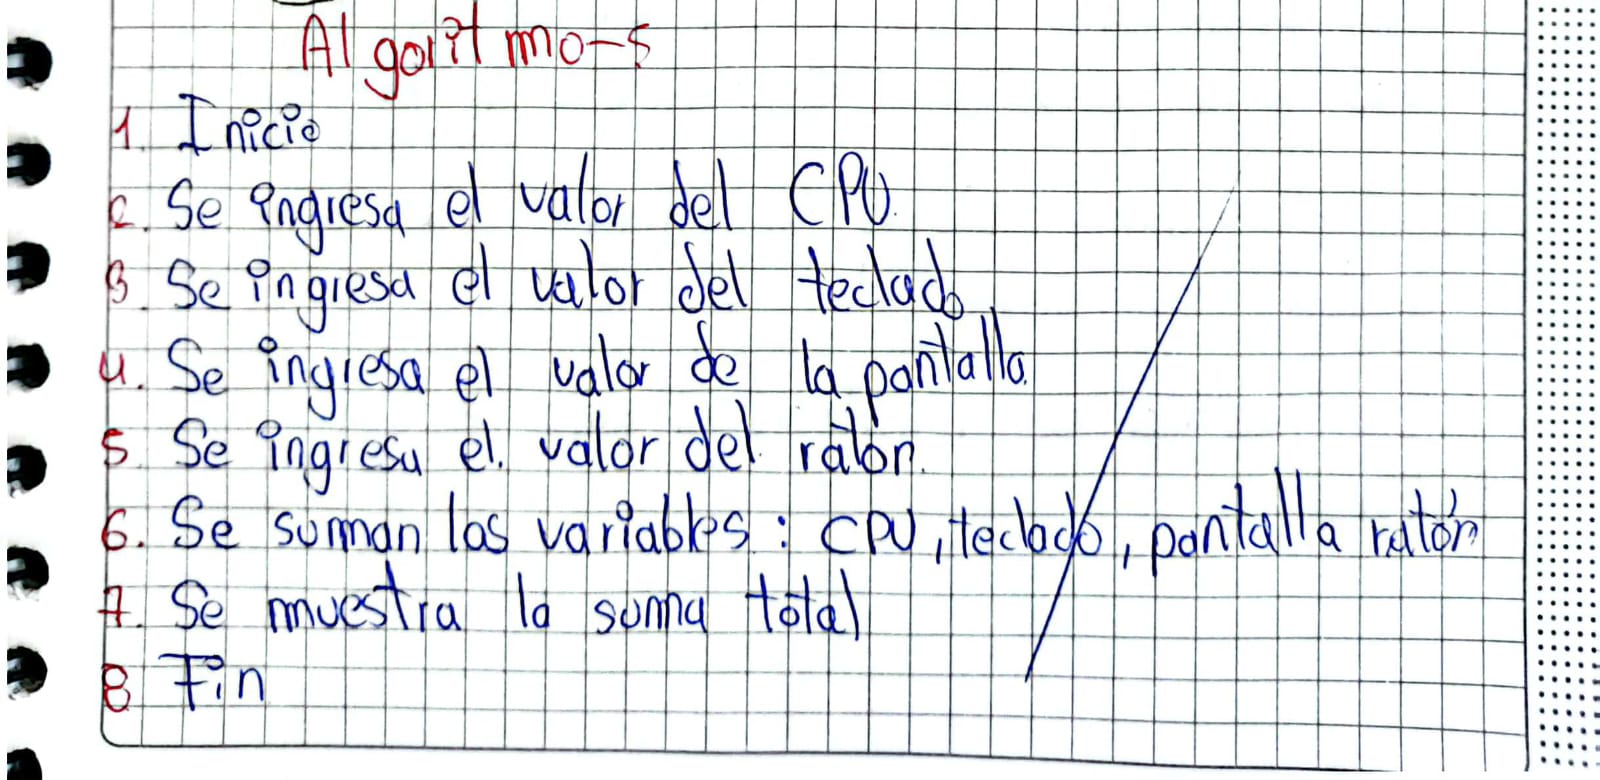 Algoritmo-s
1. Inicio
2. Se ingresa el valor del CPU.
3. Se ingresa el valor del teclado
4. Se ingresa el valor de la pantalla.
5. Se ingresa el. valor del ratón.
6. Se suman las variables: CPU, teclado, pantalla ratón
7. Se muestra la suma total
8 Fin